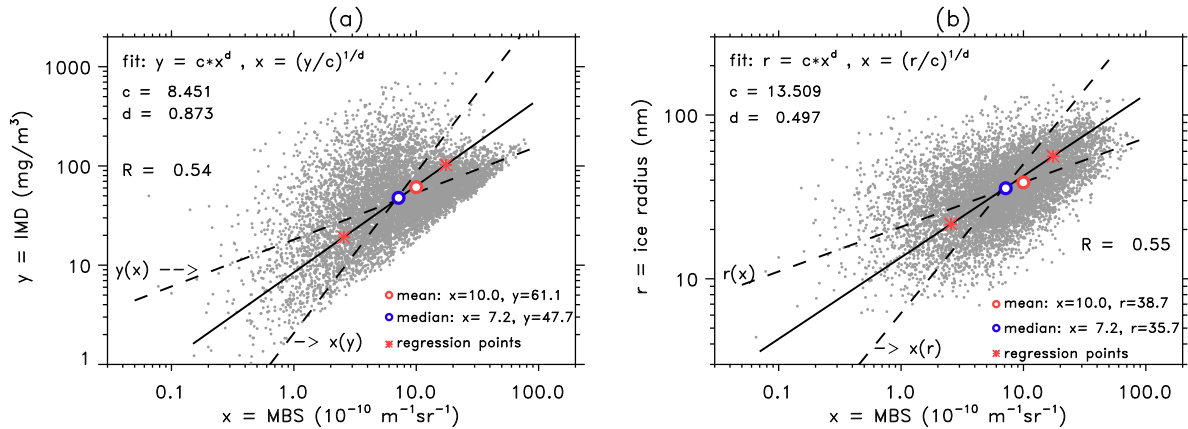 (a)
fit: y = c*x^d , x = (y/c)^1/d
c = 8.451
d = 0.873
R = 0.54
y(x) -->
-> x(y)
mean: x=10.0, y=61.1
median: x= 7.2, y=47.7
regression points
y = IMD (mg/m³)
1000
100
10
1
0.1 1.0 10.0 100.0
x = MBS (10⁻¹⁰ m⁻¹sr⁻¹)
(b)
fit: r = c*x^d , x = (r/c)^1/d
c = 13.509
d = 0.497
R = 0.55
r(x)
-> x(r)
mean: x=10.0, r=38.7
median: x= 7.2, r=35.7
regression points
r = ice radius (nm)
100
10
0.1 1.0 10.0 100.0
x = MBS (10⁻¹⁰ m⁻¹sr⁻¹)